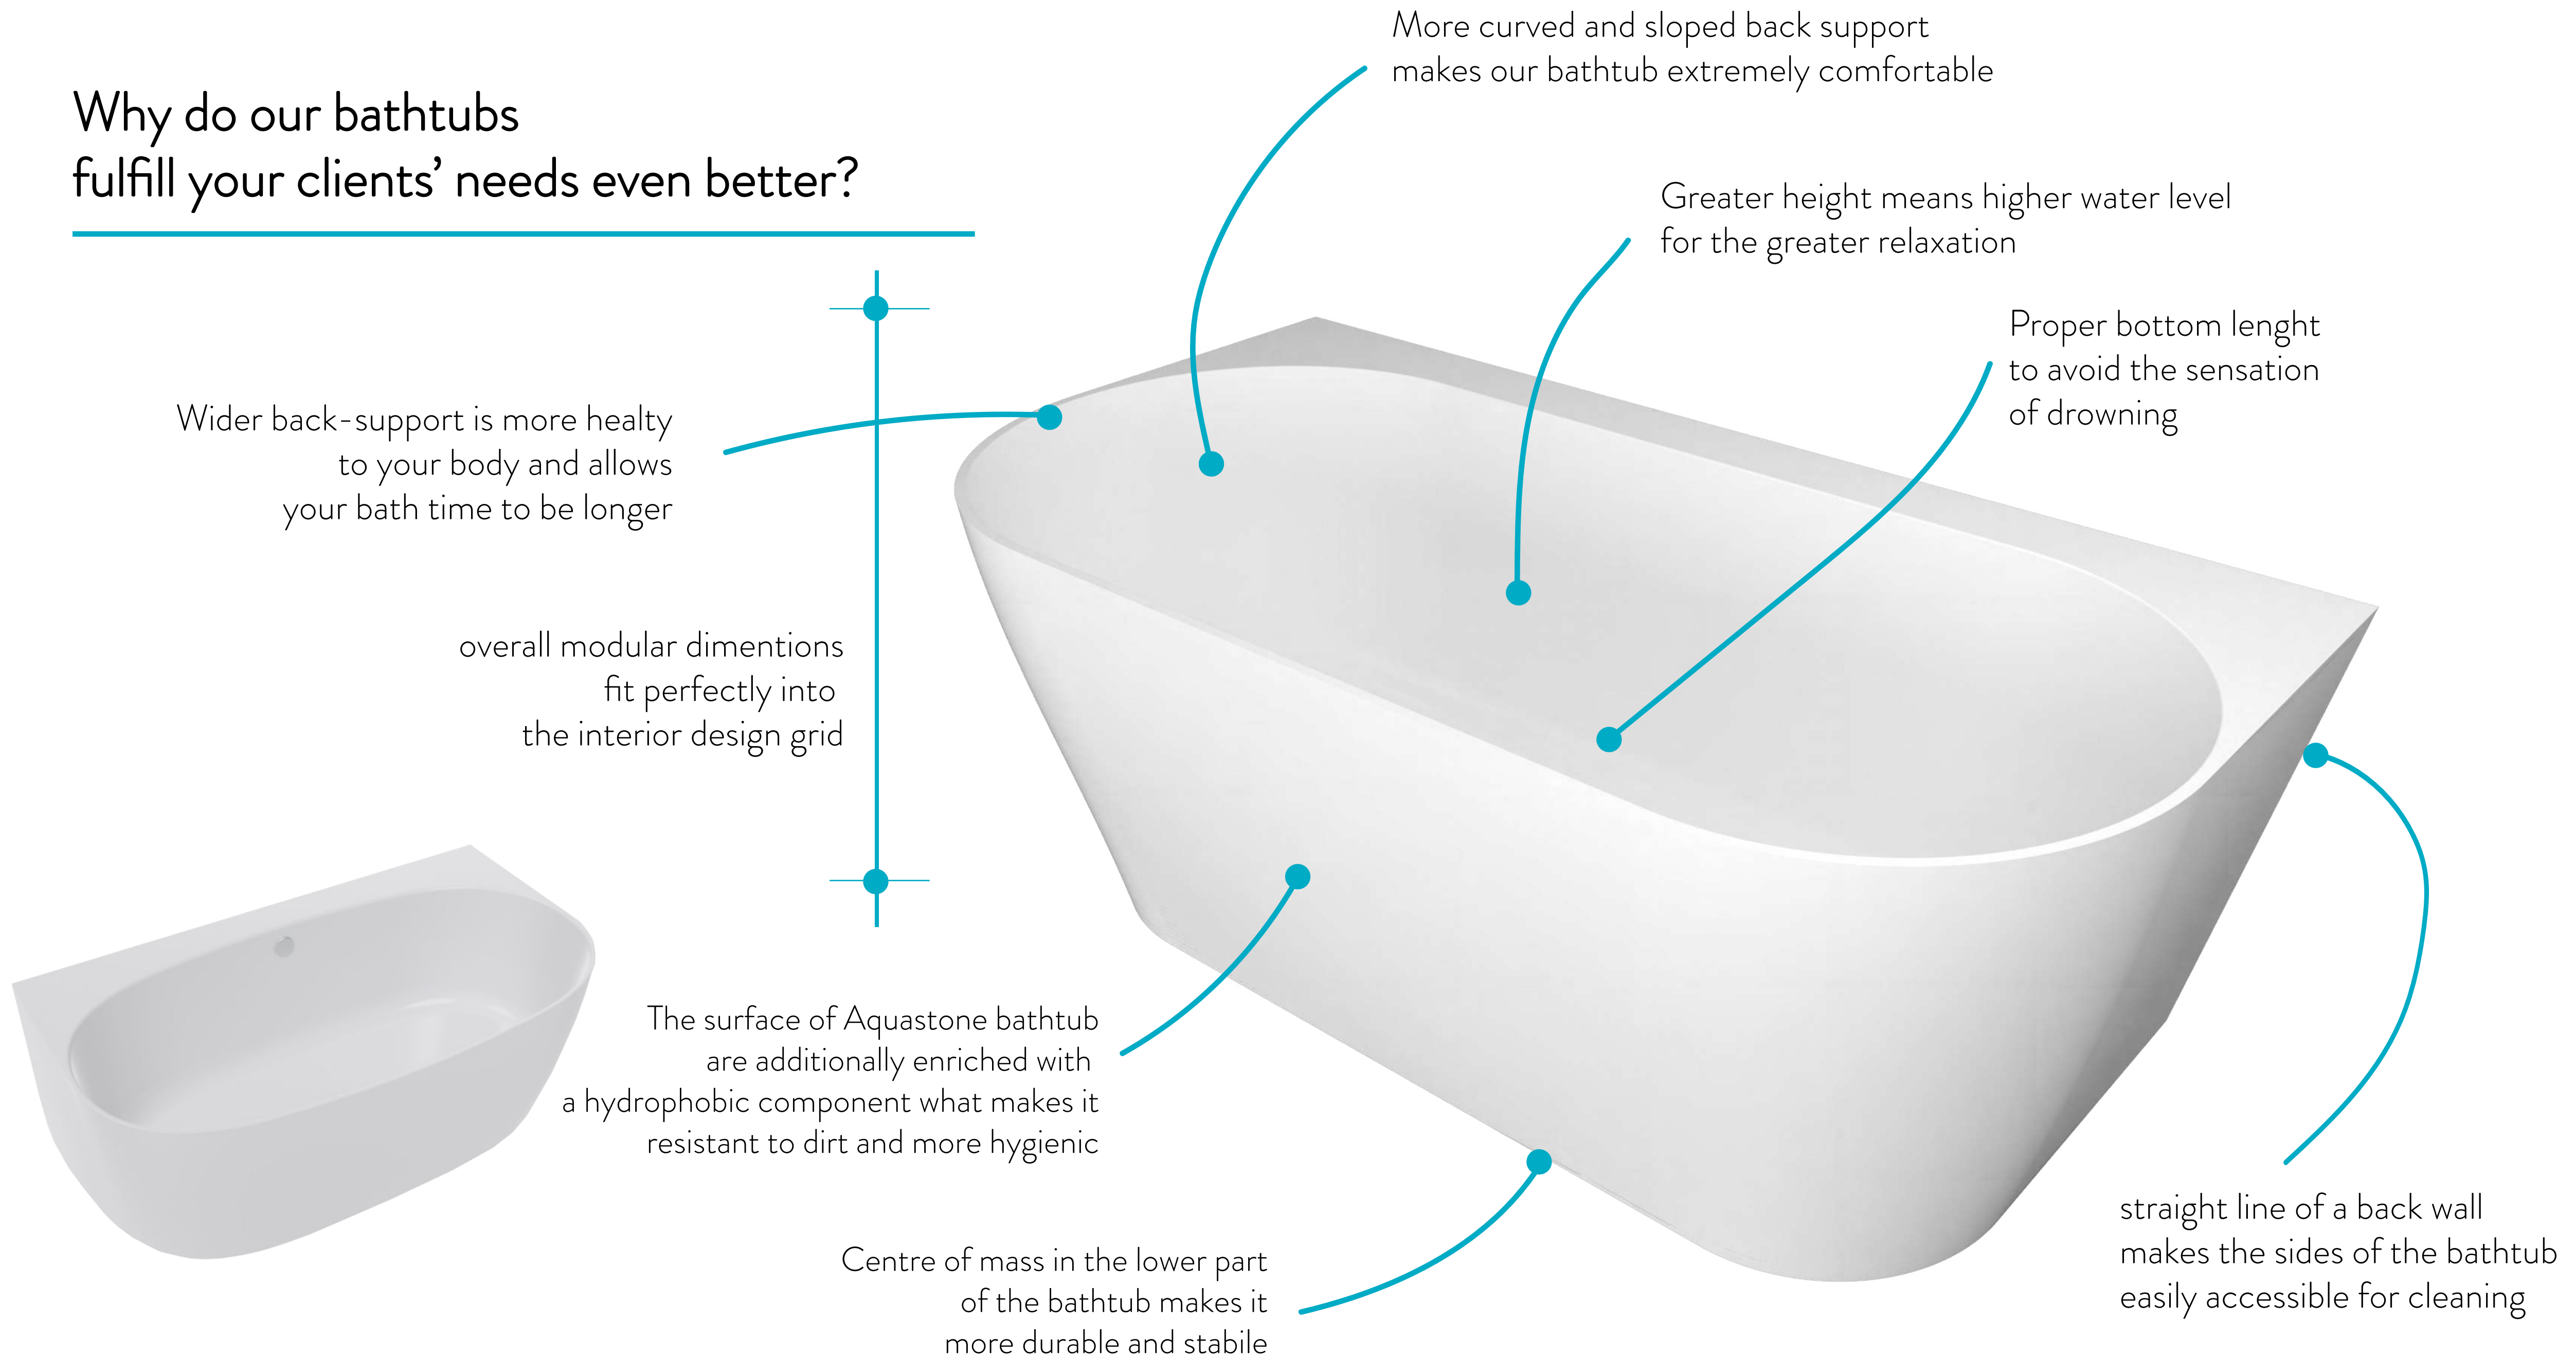 Why do our bathtubs
fulfill your clients’ needs even better?
More curved and sloped back support
makes our bathtub extremely comfortable
Greater height means higher water level
for the greater relaxation
Proper bottom lenght
to avoid the sensation
of drowning
Wider back-support is more healty
to your body and allows
your bath time to be longer
overall modular dimentions
fit perfectly into
the interior design grid
The surface of Aquastone bathtub
are additionally enriched with
a hydrophobic component what makes it
resistant to dirt and more hygienic
Centre of mass in the lower part
of the bathtub makes it
more durable and stabile
straight line of a back wall
makes the sides of the bathtub
easily accessible for cleaning